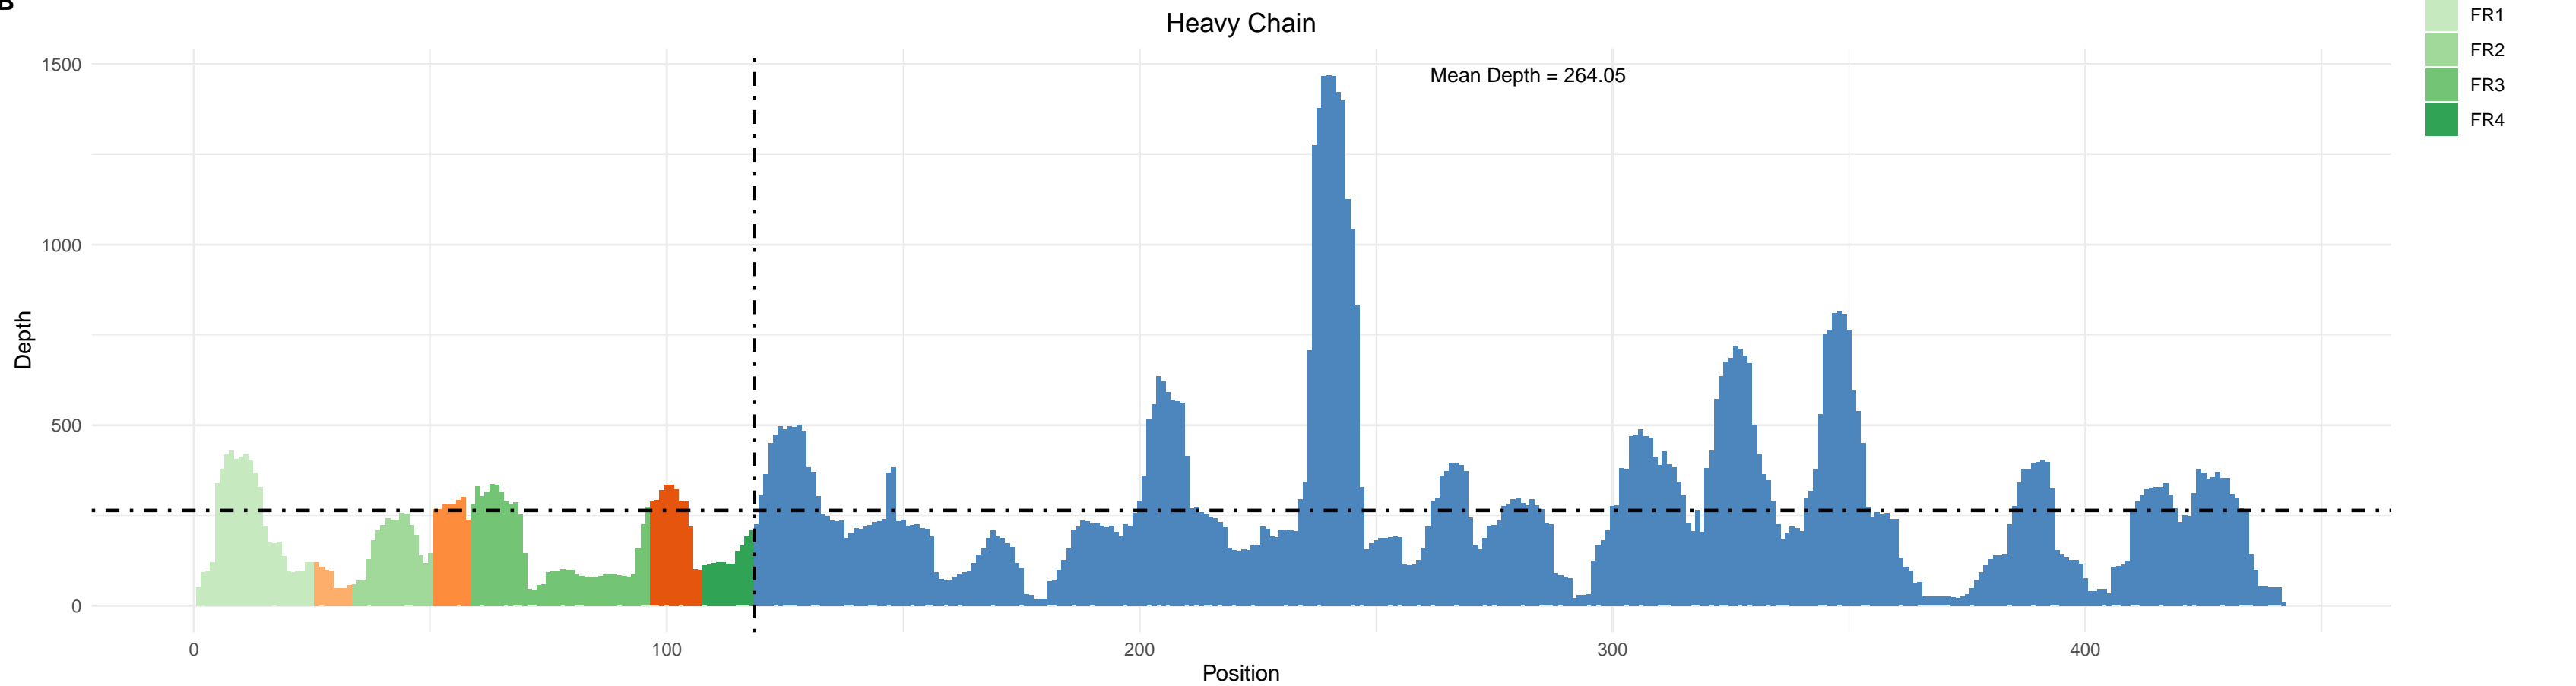 B
Heavy Chain
FR1
FR2
FR3
FR4
Mean Depth = 264.05
1500
1000
500
0
Depth
0 100 200 300 400
Position